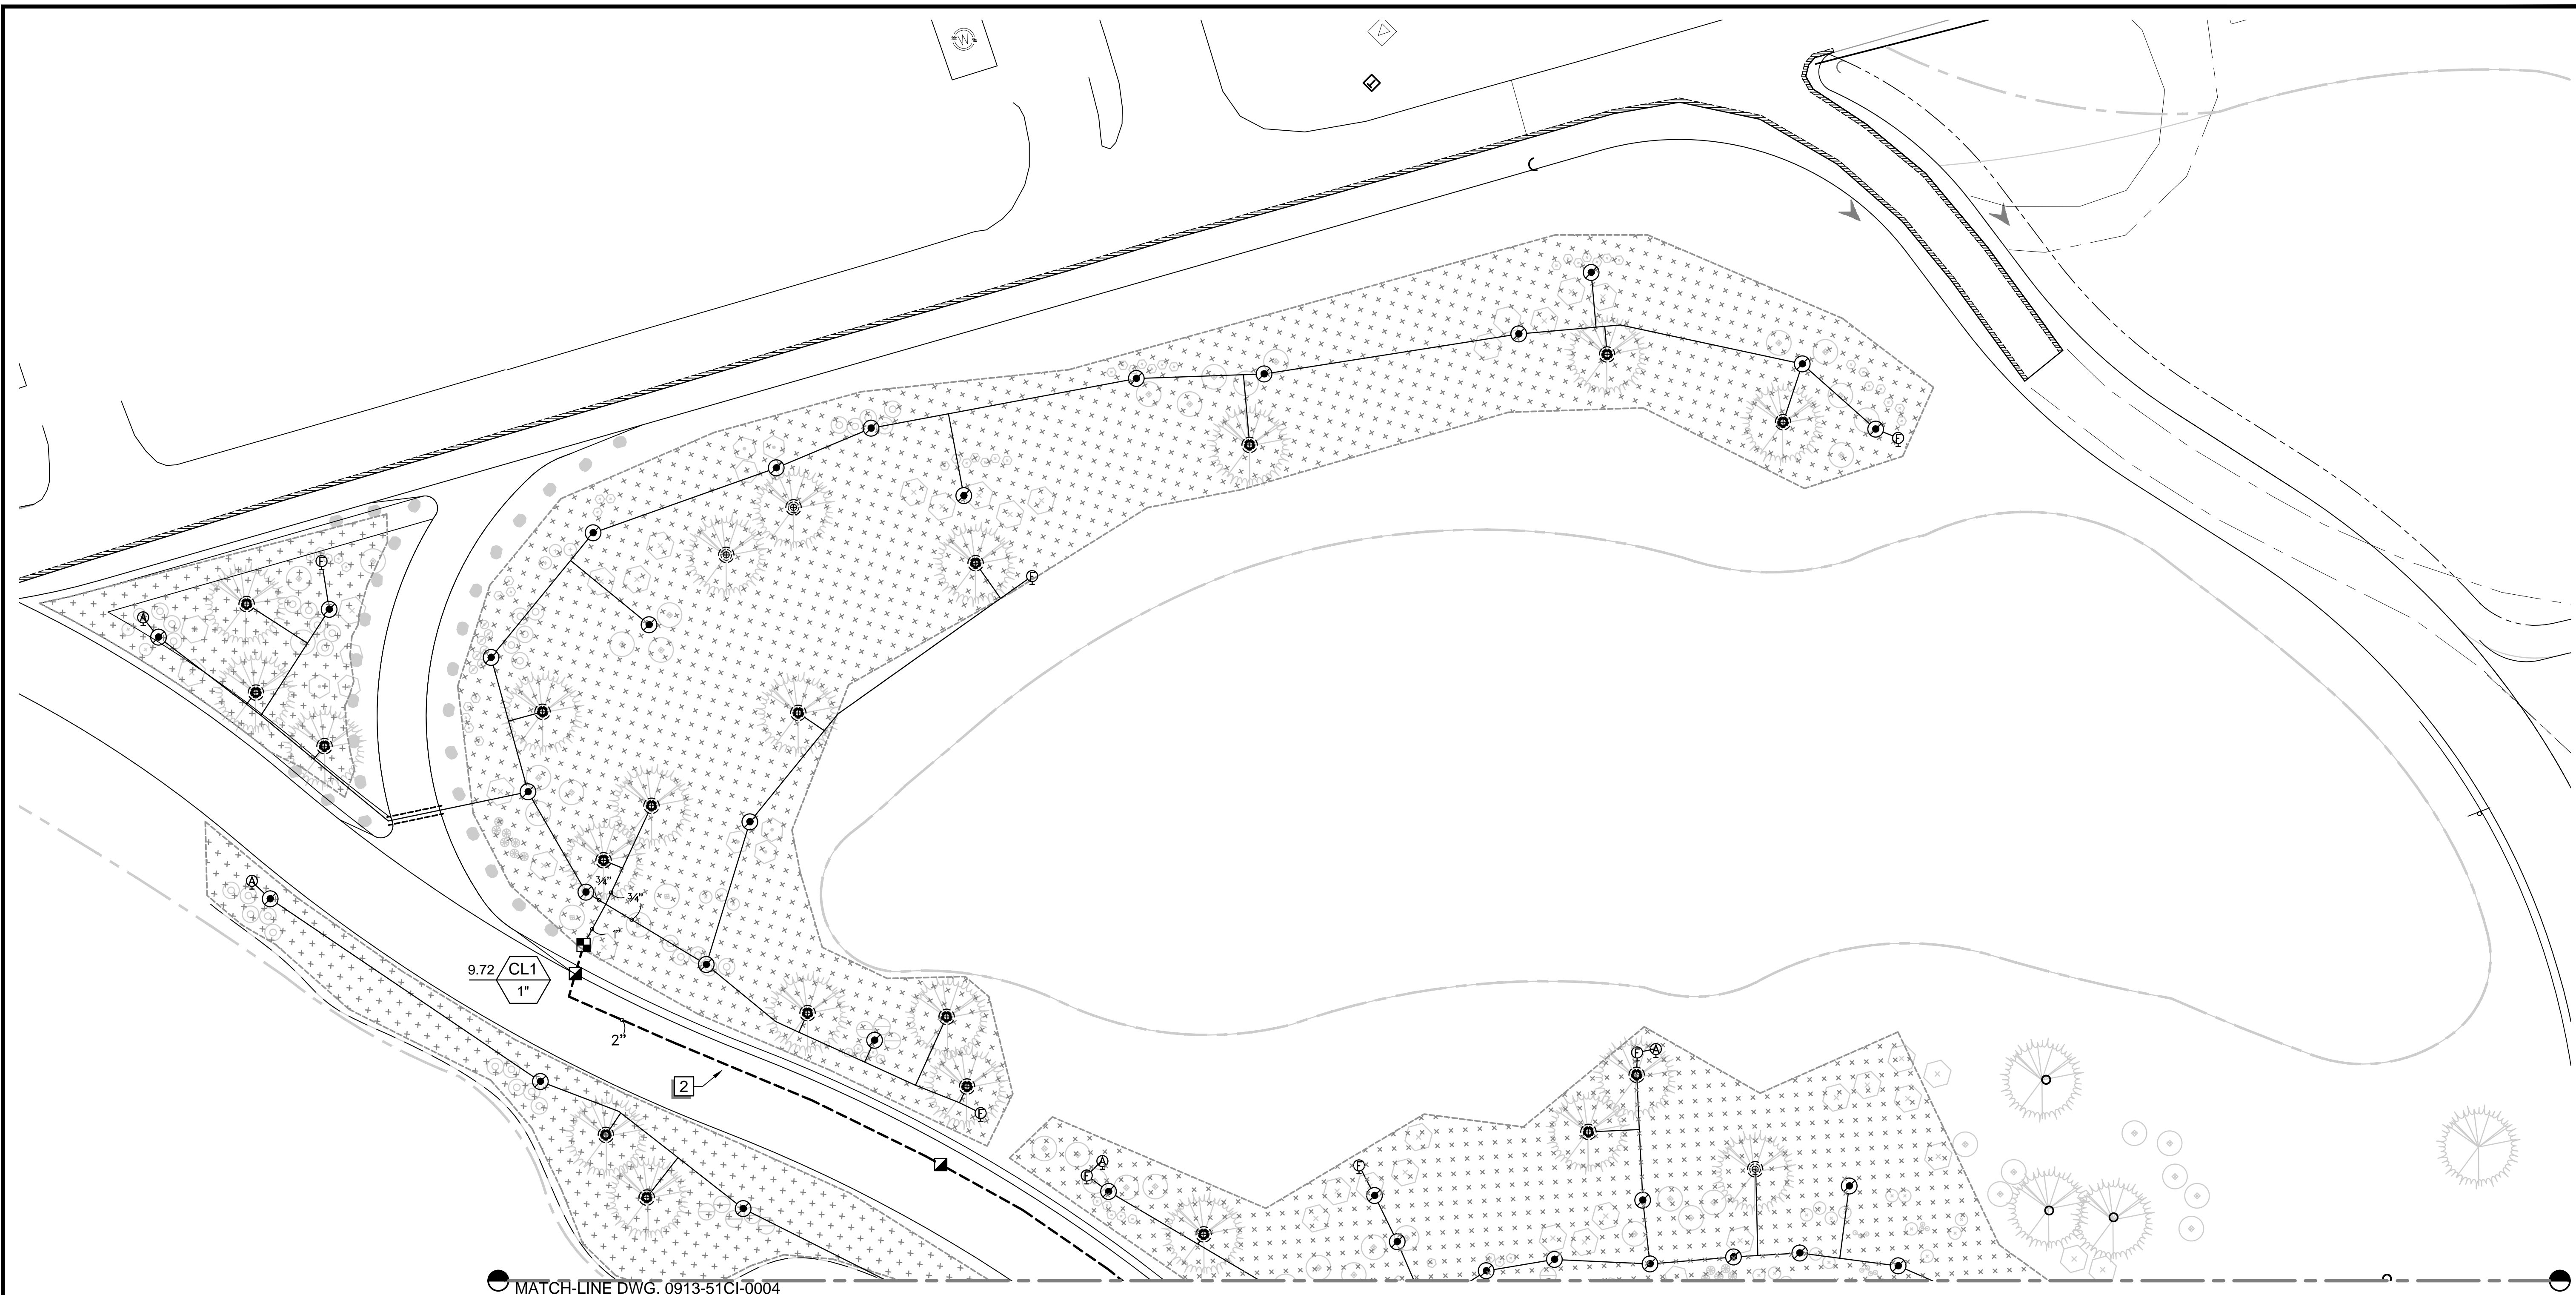 W
T
F
F
A
F
A
3/4"
3/4"
1"
9.72 CL1
1"
2"
2
F
F
A
A
F
F
MATCH-LINE DWG. 0913-51CI-0004